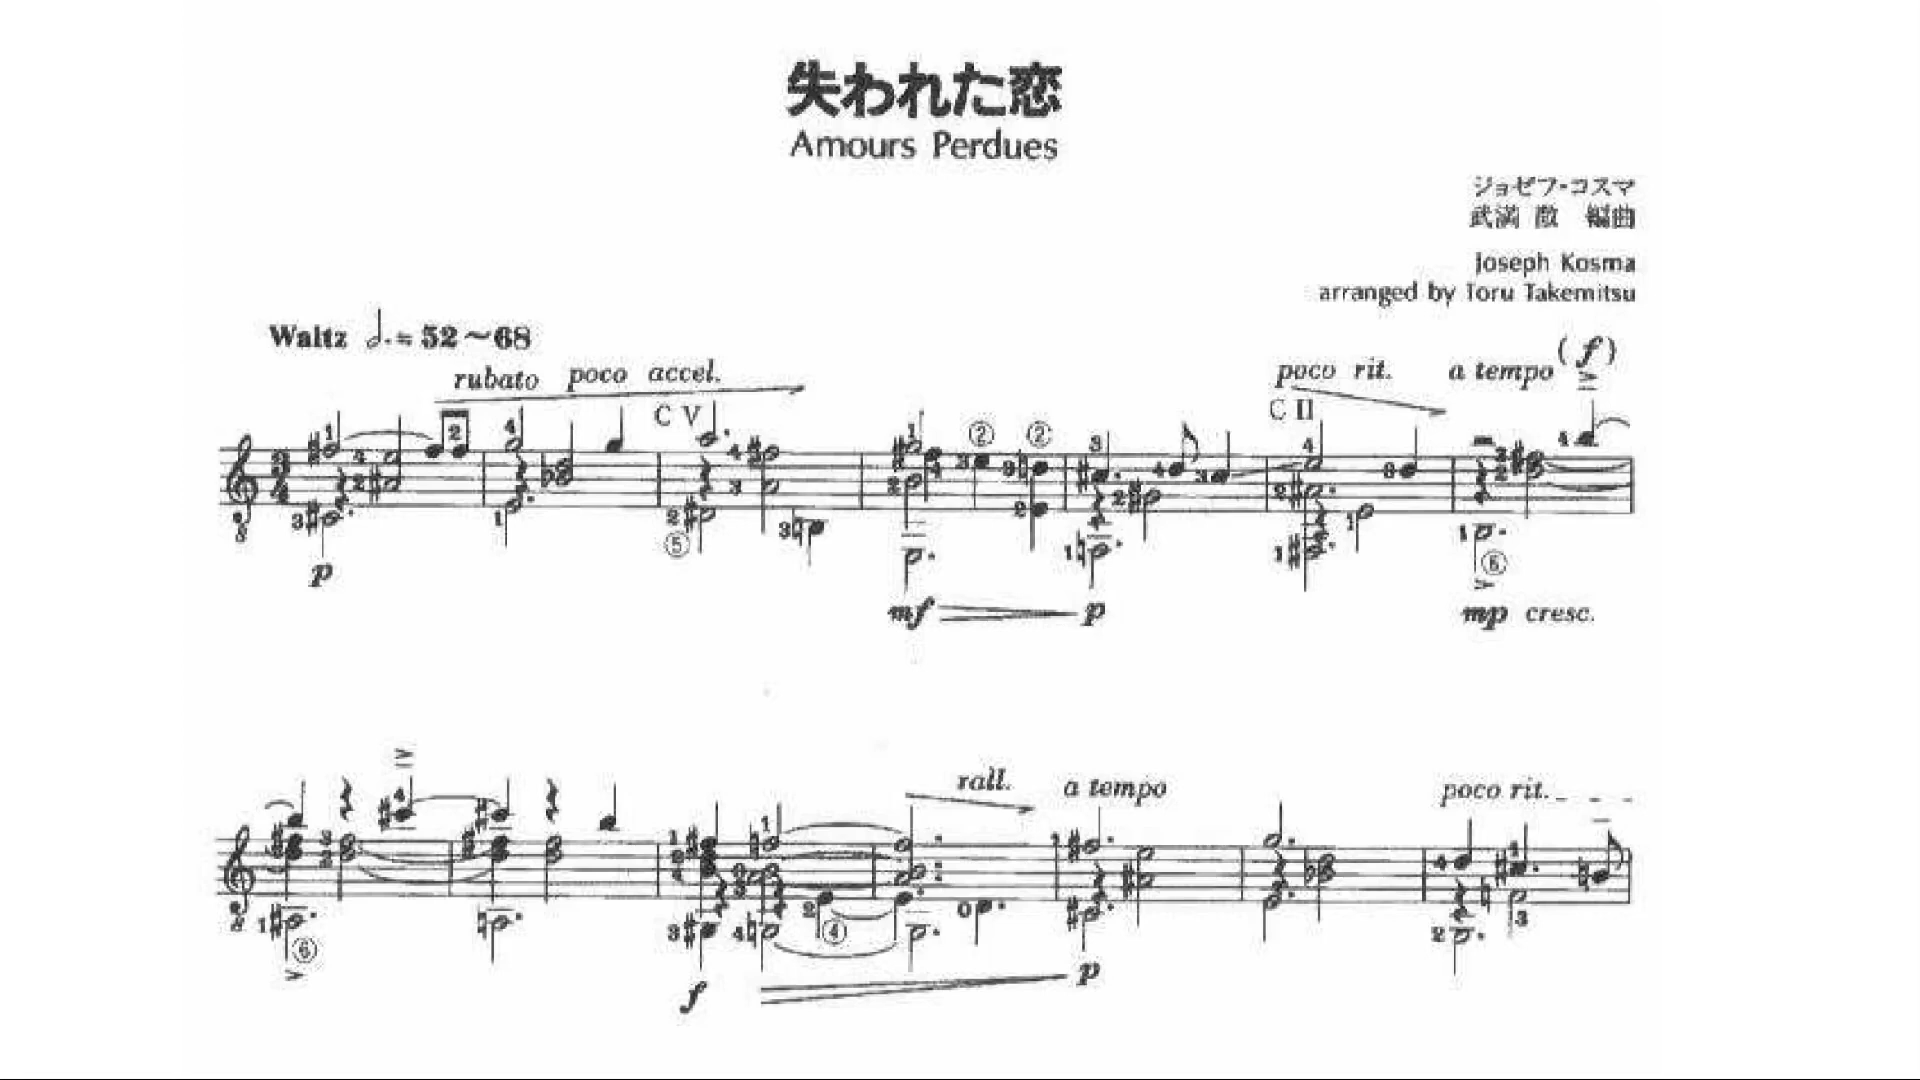 失われた恋
Amours Perdues
ジョゼフ・コスマ
武満 徹 編曲
Joseph Kosma
arranged by Toru Takemitsu
Waltz 𝅗𝅥. ≒ 52～68
rubato poco accel.
poco rit. a tempo (f)
C V
C II
p
mf p
mp cresc.
rall. a tempo poco rit.
f
p